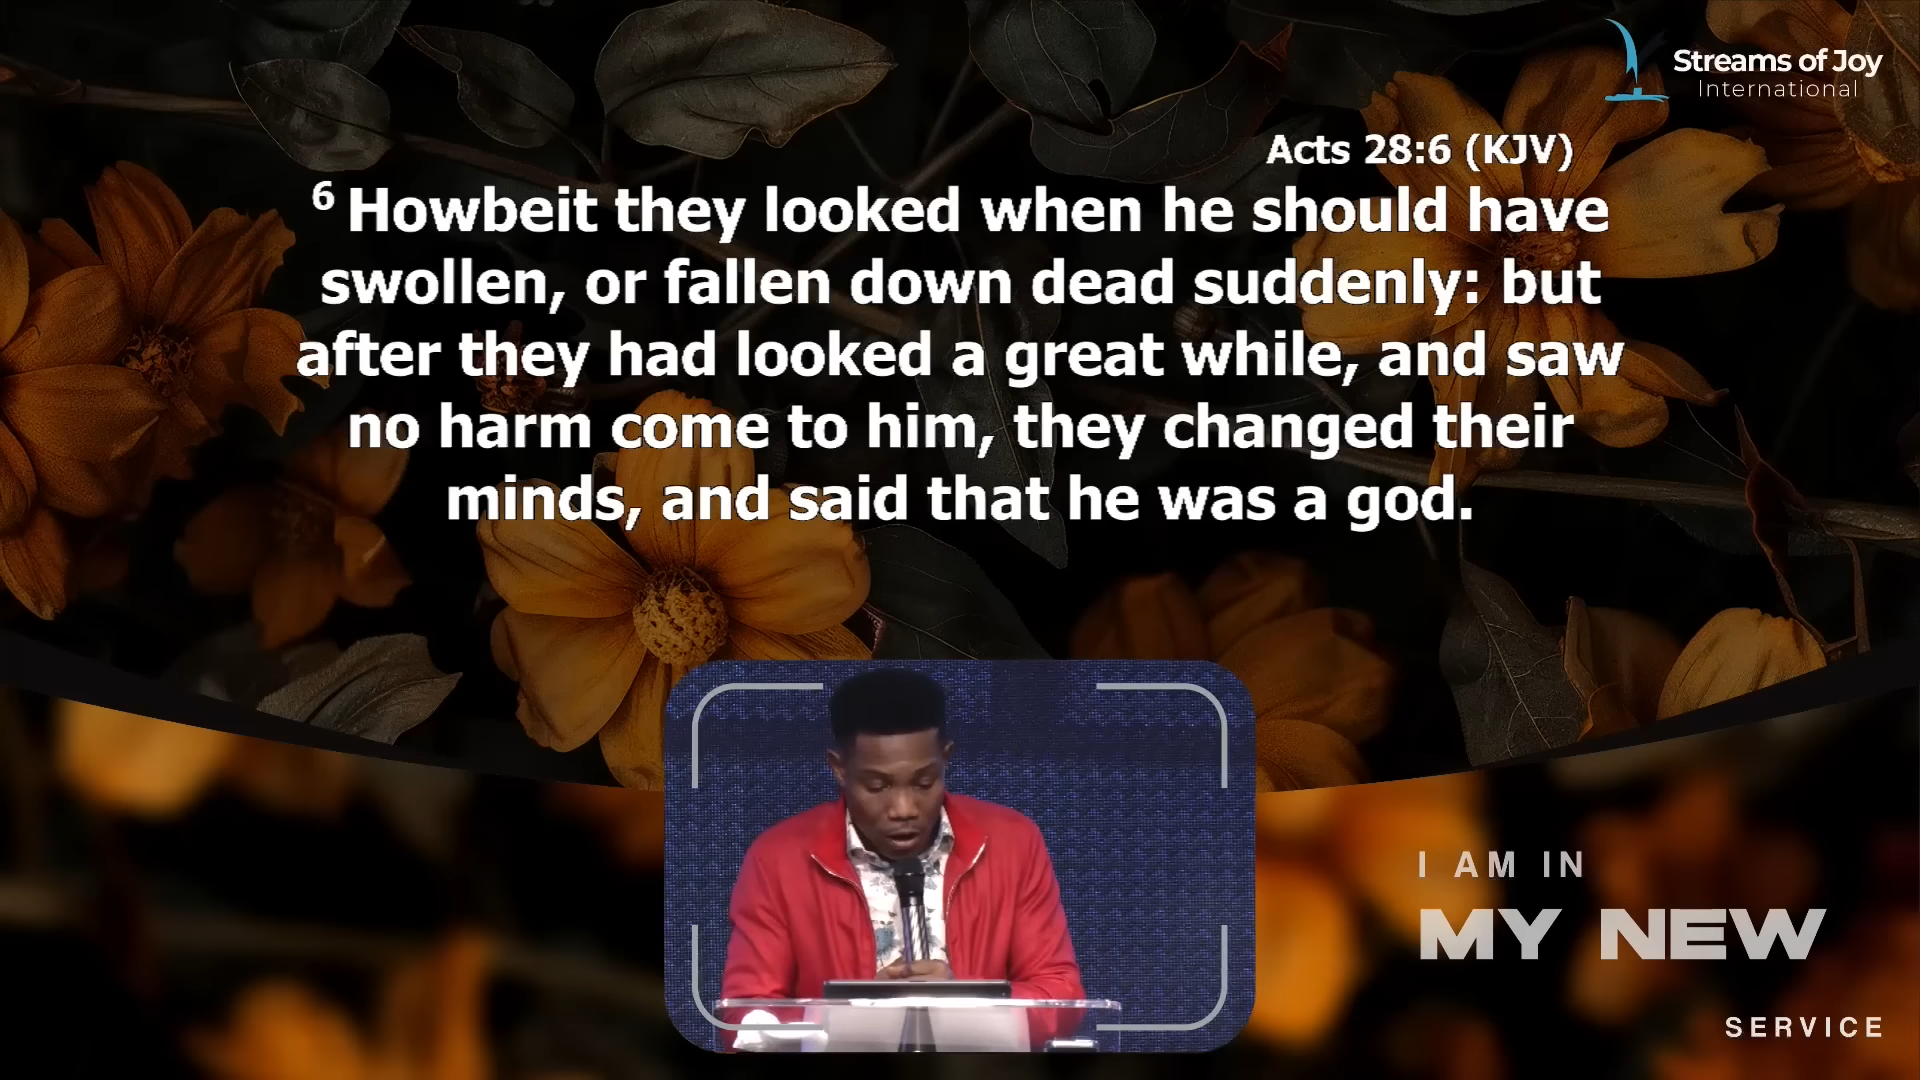 Streams of Joy
International
Acts 28:6 (KJV)
6 Howbeit they looked when he should have
swollen, or fallen down dead suddenly: but
after they had looked a great while, and saw
no harm come to him, they changed their
minds, and said that he was a god.
I AM IN
MY NEW
SERVICE